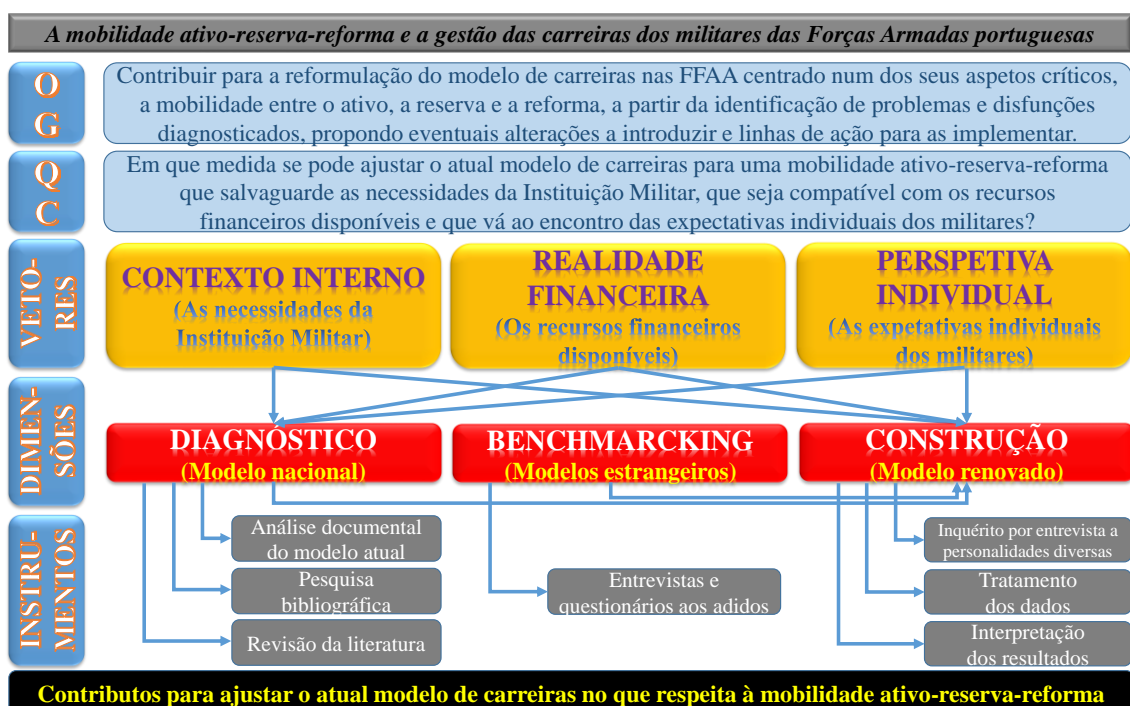 A mobilidade ativo-reserva-reforma e a gestão das carreiras dos militares das Forças Armadas portuguesas
O
G
Contribuir para a reformulação do modelo de carreiras nas FFAA centrado num dos seus aspetos críticos,
a mobilidade entre o ativo, a reserva e a reforma, a partir da identificação de problemas e disfunções
diagnosticados, propondo eventuais alterações a introduzir e linhas de ação para as implementar.
Q
C
Em que medida se pode ajustar o atual modelo de carreiras para uma mobilidade ativo-reserva-reforma
que salvaguarde as necessidades da Instituição Militar, que seja compatível com os recursos
financeiros disponíveis e que vá ao encontro das expectativas individuais dos militares?
VETO-
RES
CONTEXTO INTERNO
(As necessidades da
Instituição Militar)
REALIDADE
FINANCEIRA
(Os recursos financeiros
disponíveis)
PERSPETIVA
INDIVIDUAL
(As expetativas individuais
dos militares)
DIMEN-
SÕES
DIAGNÓSTICO
(Modelo nacional)
BENCHMARCKING
(Modelos estrangeiros)
CONSTRUÇÃO
(Modelo renovado)
INSTRU-
MENTOS
Análise documental
do modelo atual
Pesquisa
bibliográfica
Revisão da literatura
Entrevistas e
questionários aos adidos
Inquérito por entrevista a
personalidades diversas
Tratamento
dos dados
Interpretação
dos resultados
Contributos para ajustar o atual modelo de carreiras no que respeita à mobilidade ativo-reserva-reforma